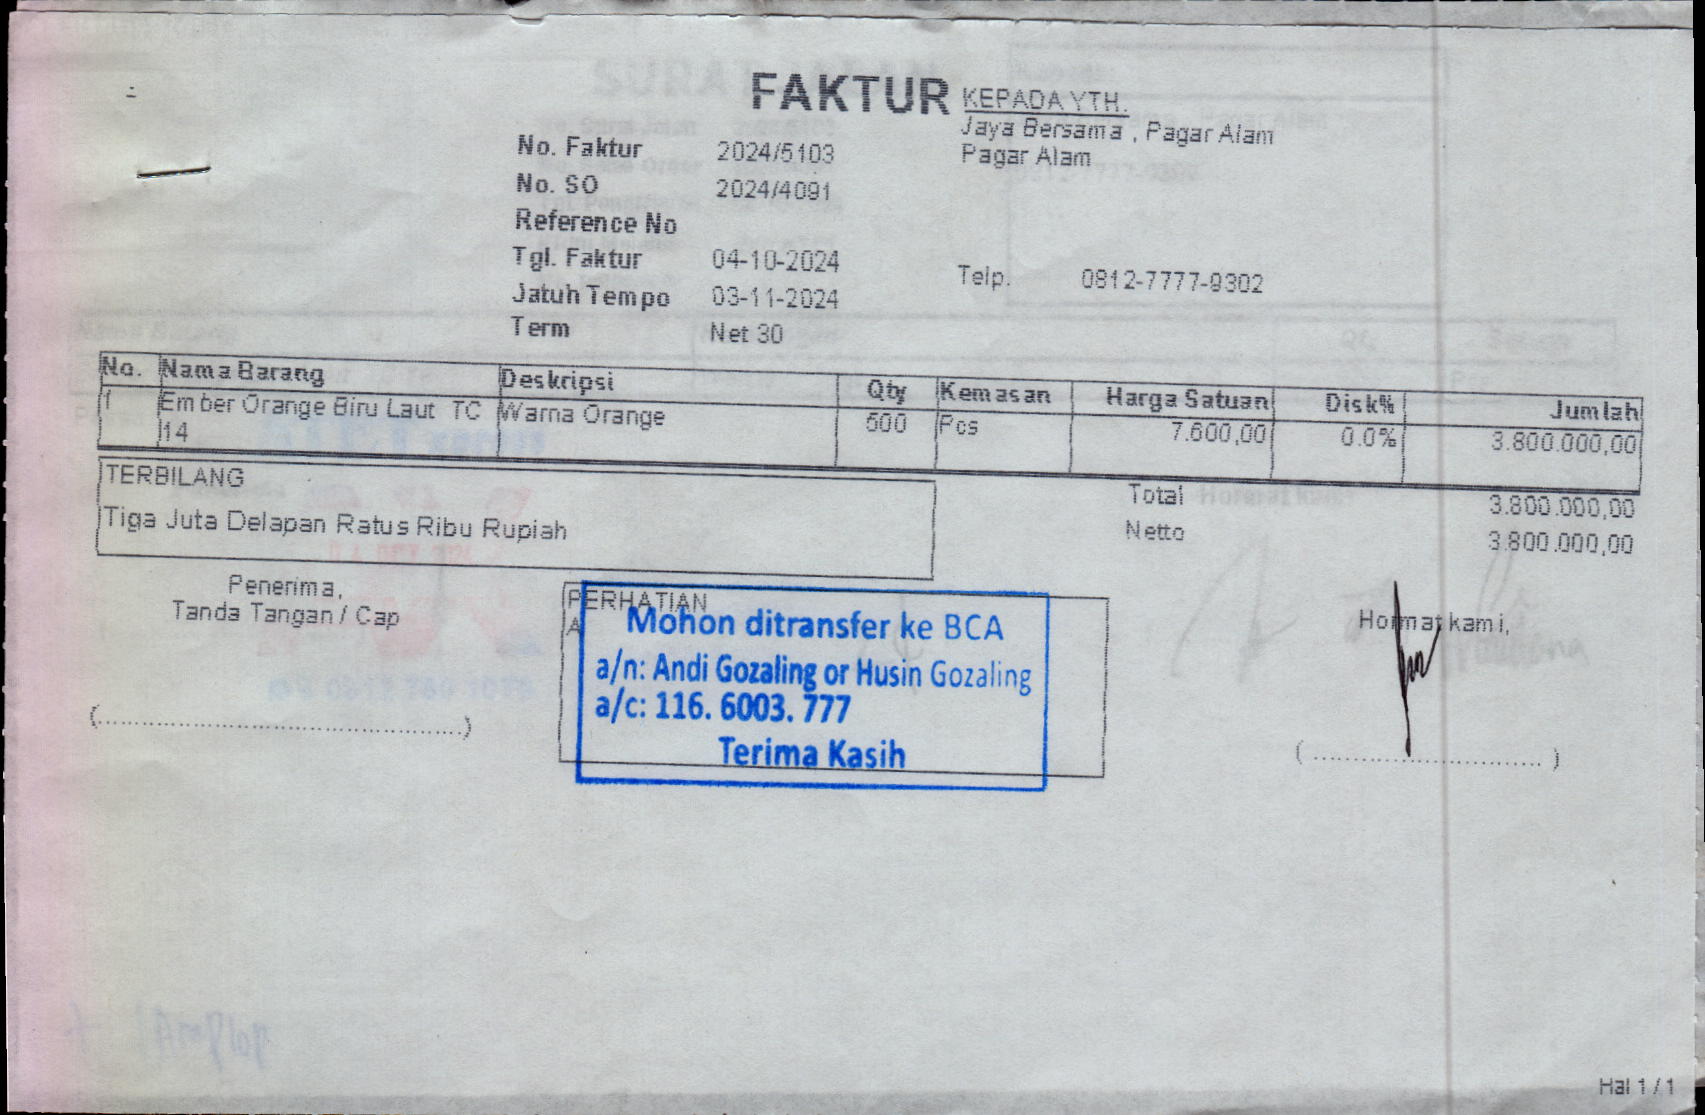 FAKTUR
KEPADA YTH.
Jaya Bersama , Pagar Alam
Pagar Alam
No. Faktur 2024/5103
No. SO 2024/4091
Reference No
Tgl. Faktur 04-10-2024
Telp. 0812-7777-9302
Jatuh Tempo 03-11-2024
Term Net 30
No. Nama Barang Deskripsi Qty Kemasan Harga Satuan Disk% Jumlah
1 Ember Orange Biru Laut TC Warna Orange 500 Pcs 7.600,00 0.0% 3.800.000,00
14
TERBILANG
Tiga Juta Delapan Ratus Ribu Rupiah
Total 3.800.000,00
Netto 3.800.000,00
Penerima,
Tanda Tangan / Cap
(........................................)
PERHATIAN
A
Mohon ditransfer ke BCA
a/n: Andi Gozaling or Husin Gozaling
a/c: 116. 6003. 777
Terima Kasih
Hormat kami,
( ............................ )
Hal 1 / 1